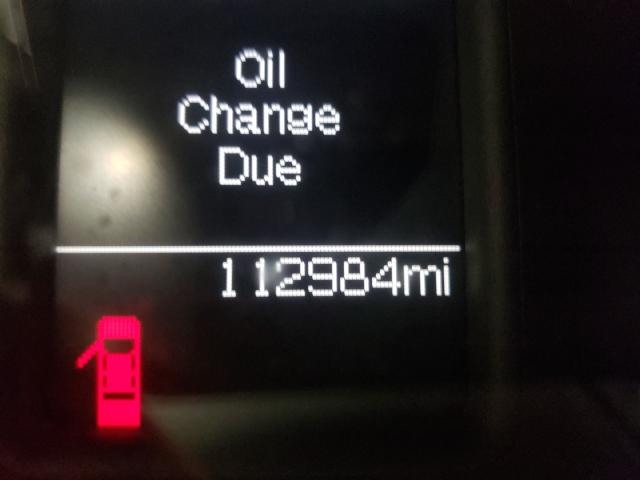 Oil
Change
Due
112984mi